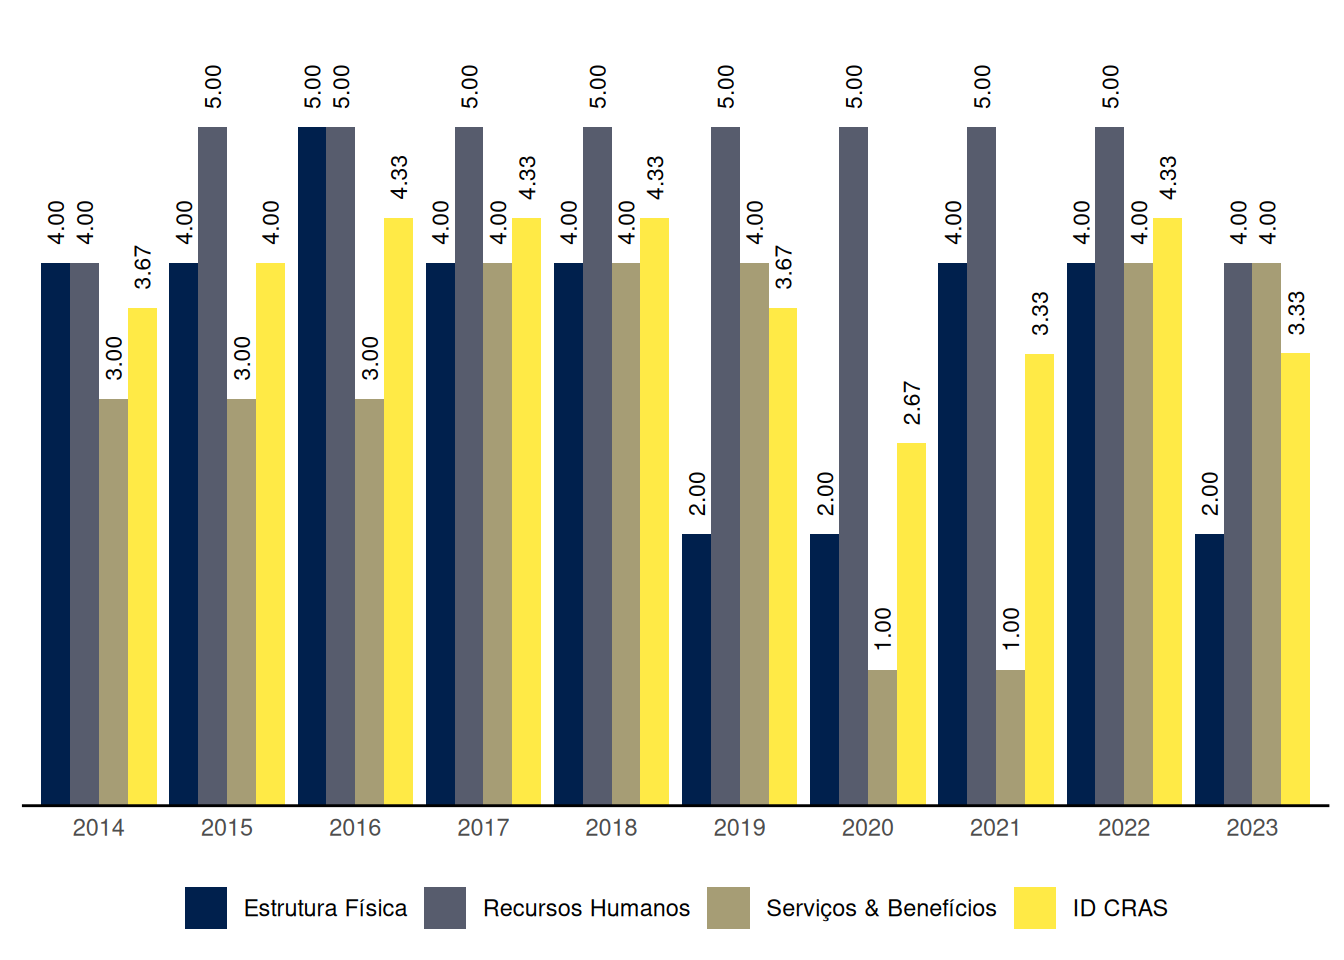 5.00 5.00 5.00 5.00 5.00 5.00 5.00 5.00 5.00
4.33 4.33 4.33 4.33
4.00 4.00 4.00 4.00 4.00 4.00 4.00 4.00 4.00 4.00 4.00 4.00 4.00 4.00 4.00
3.67 3.67
3.33 3.33
3.00 3.00 3.00
2.67
2.00 2.00 2.00
1.00 1.00
2014 2015 2016 2017 2018 2019 2020 2021 2022 2023
Estrutura Física Recursos Humanos Serviços & Benefícios ID CRAS